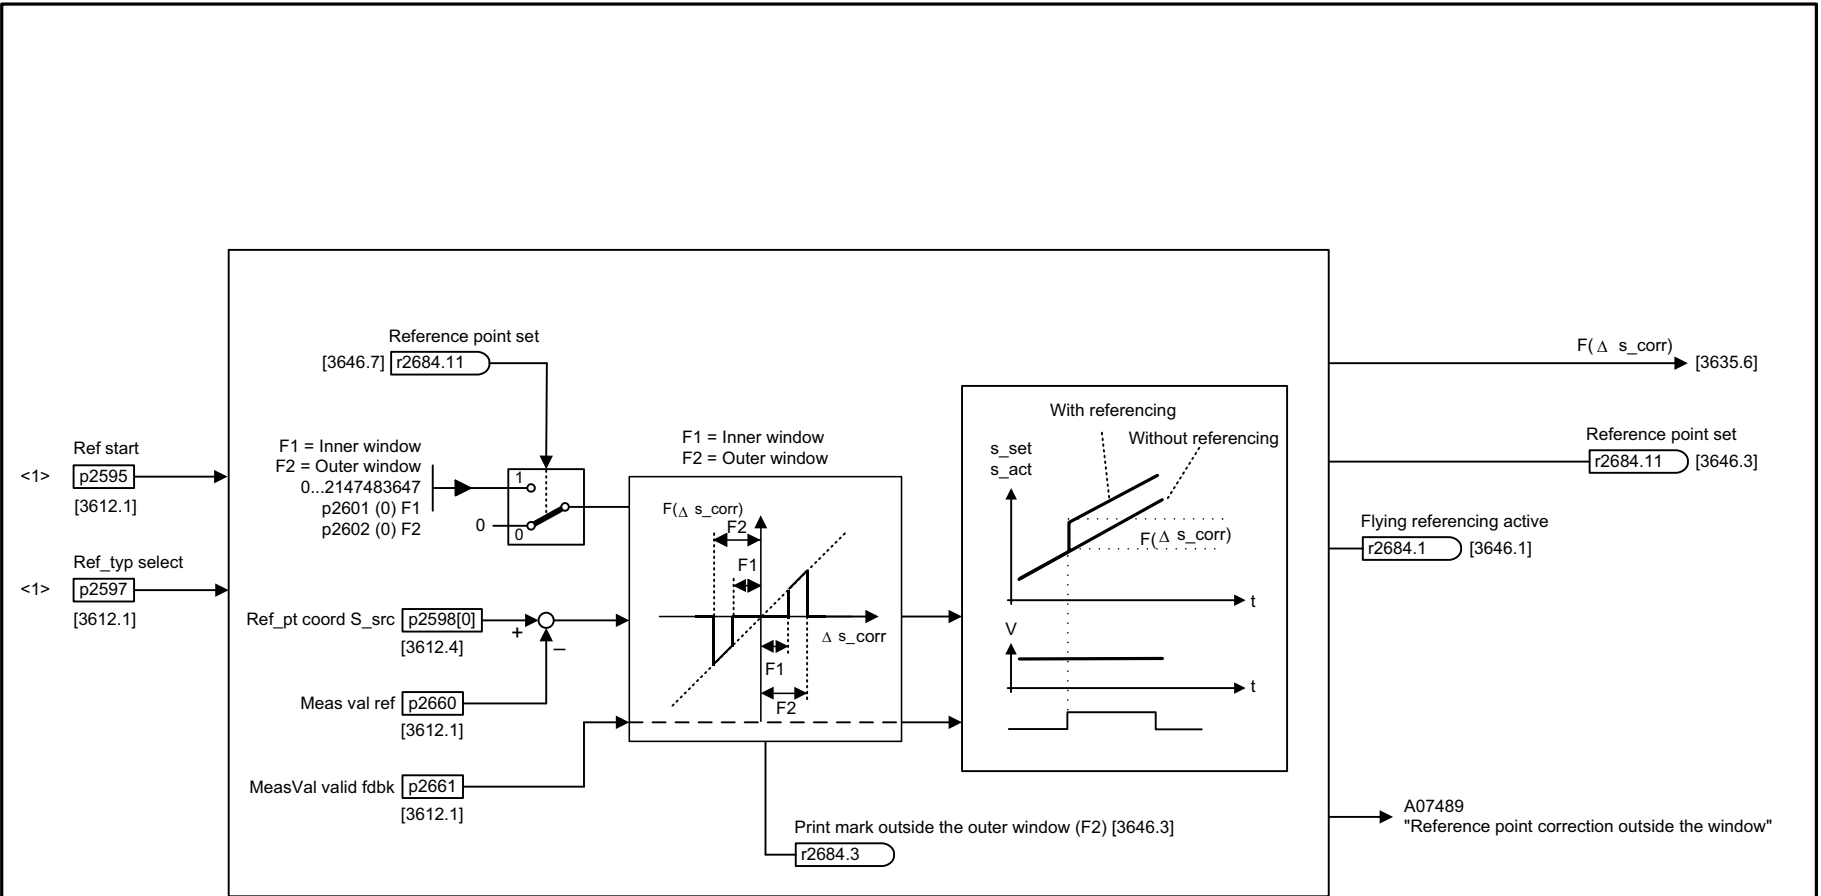 Reference point set
[3646.7] r2684.11
F(Δ s_corr)
[3635.6]
With referencing
Without referencing
s_set
s_act
F(Δ s_corr)
t
V
t
Reference point set
r2684.11 [3646.3]
Flying referencing active
r2684.1 [3646.1]
Ref start
<1> p2595
[3612.1]
Ref_typ select
<1> p2597
[3612.1]
F1 = Inner window
F2 = Outer window
0...2147483647
p2601 (0) F1
p2602 (0) F2
1
0
0
F1 = Inner window
F2 = Outer window
F(Δ s_corr)
F2
F1
Δ s_corr
F1
F2
Ref_pt coord S_src p2598[0]
+
–
[3612.4]
Meas val ref p2660
[3612.1]
MeasVal valid fdbk p2661
[3612.1]
Print mark outside the outer window (F2) [3646.3]
r2684.3
A07489
"Reference point correction outside the window"